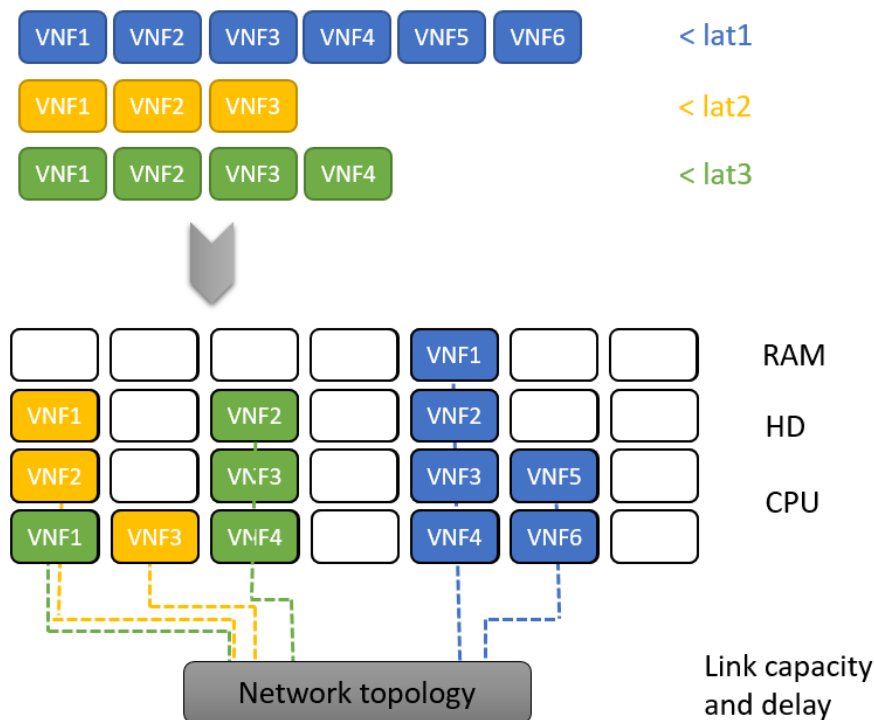 VNF1 VNF2 VNF3 VNF4 VNF5 VNF6 < lat1
VNF1 VNF2 VNF3 < lat2
VNF1 VNF2 VNF3 VNF4 < lat3
VNF1 RAM
VNF1 VNF2 VNF2 HD
VNF2 VNF3 VNF3 VNF5
CPU
VNF1 VNF3 VNF4 VNF4 VNF6
Network topology
Link capacity
and delay